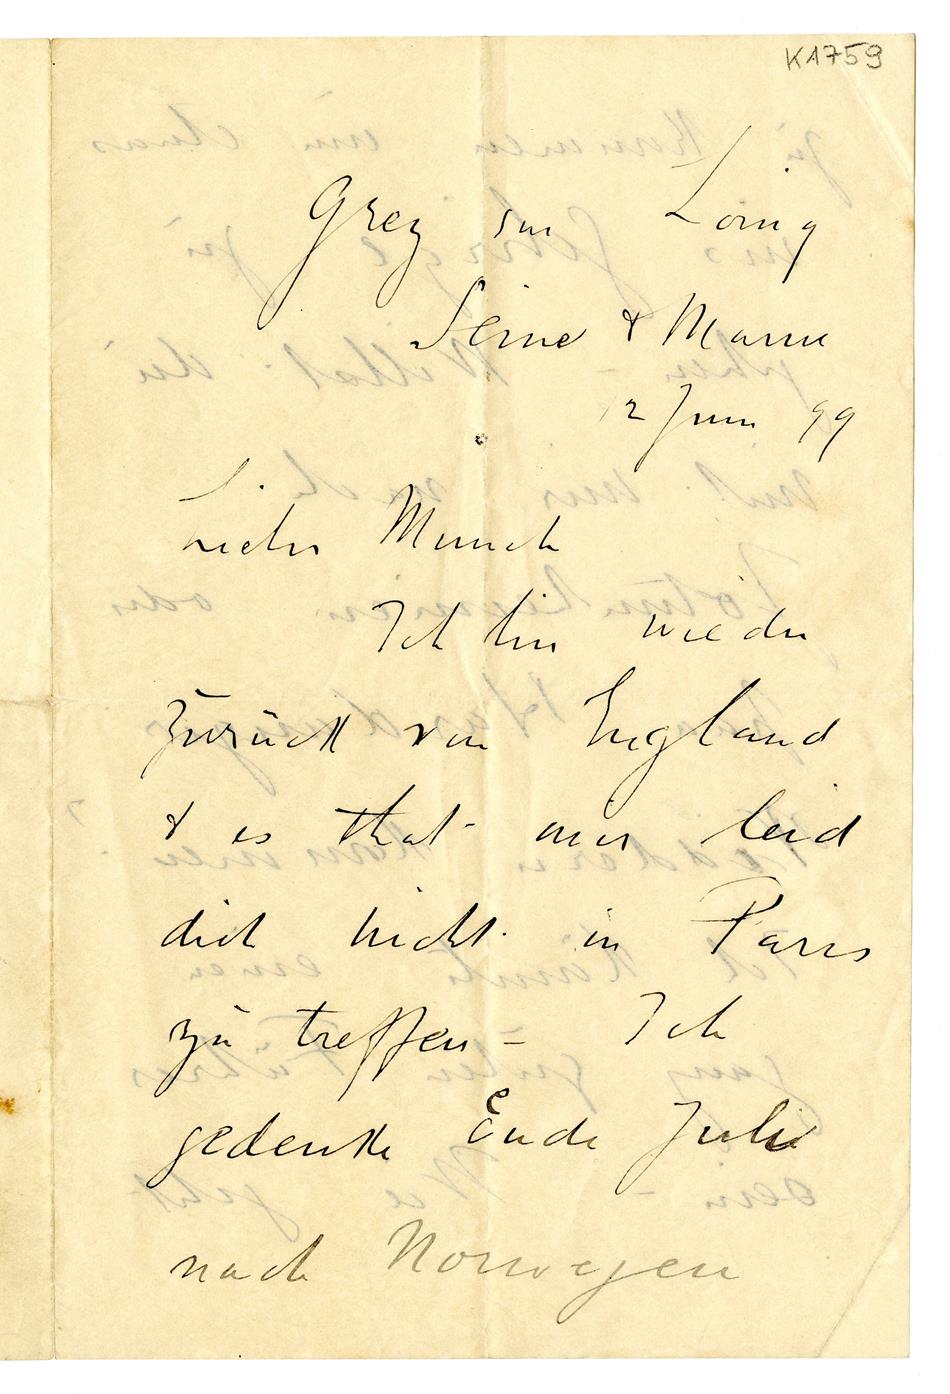 K1759
Grez sur Loing
Seine & Marne
12 Juni 99
Lieber Munch
Ich bin wieder
zurück von England
& es that mir leid
dich nicht in Paris
zu treffen – Ich
gedenke Ende Juli
nach Norwegen